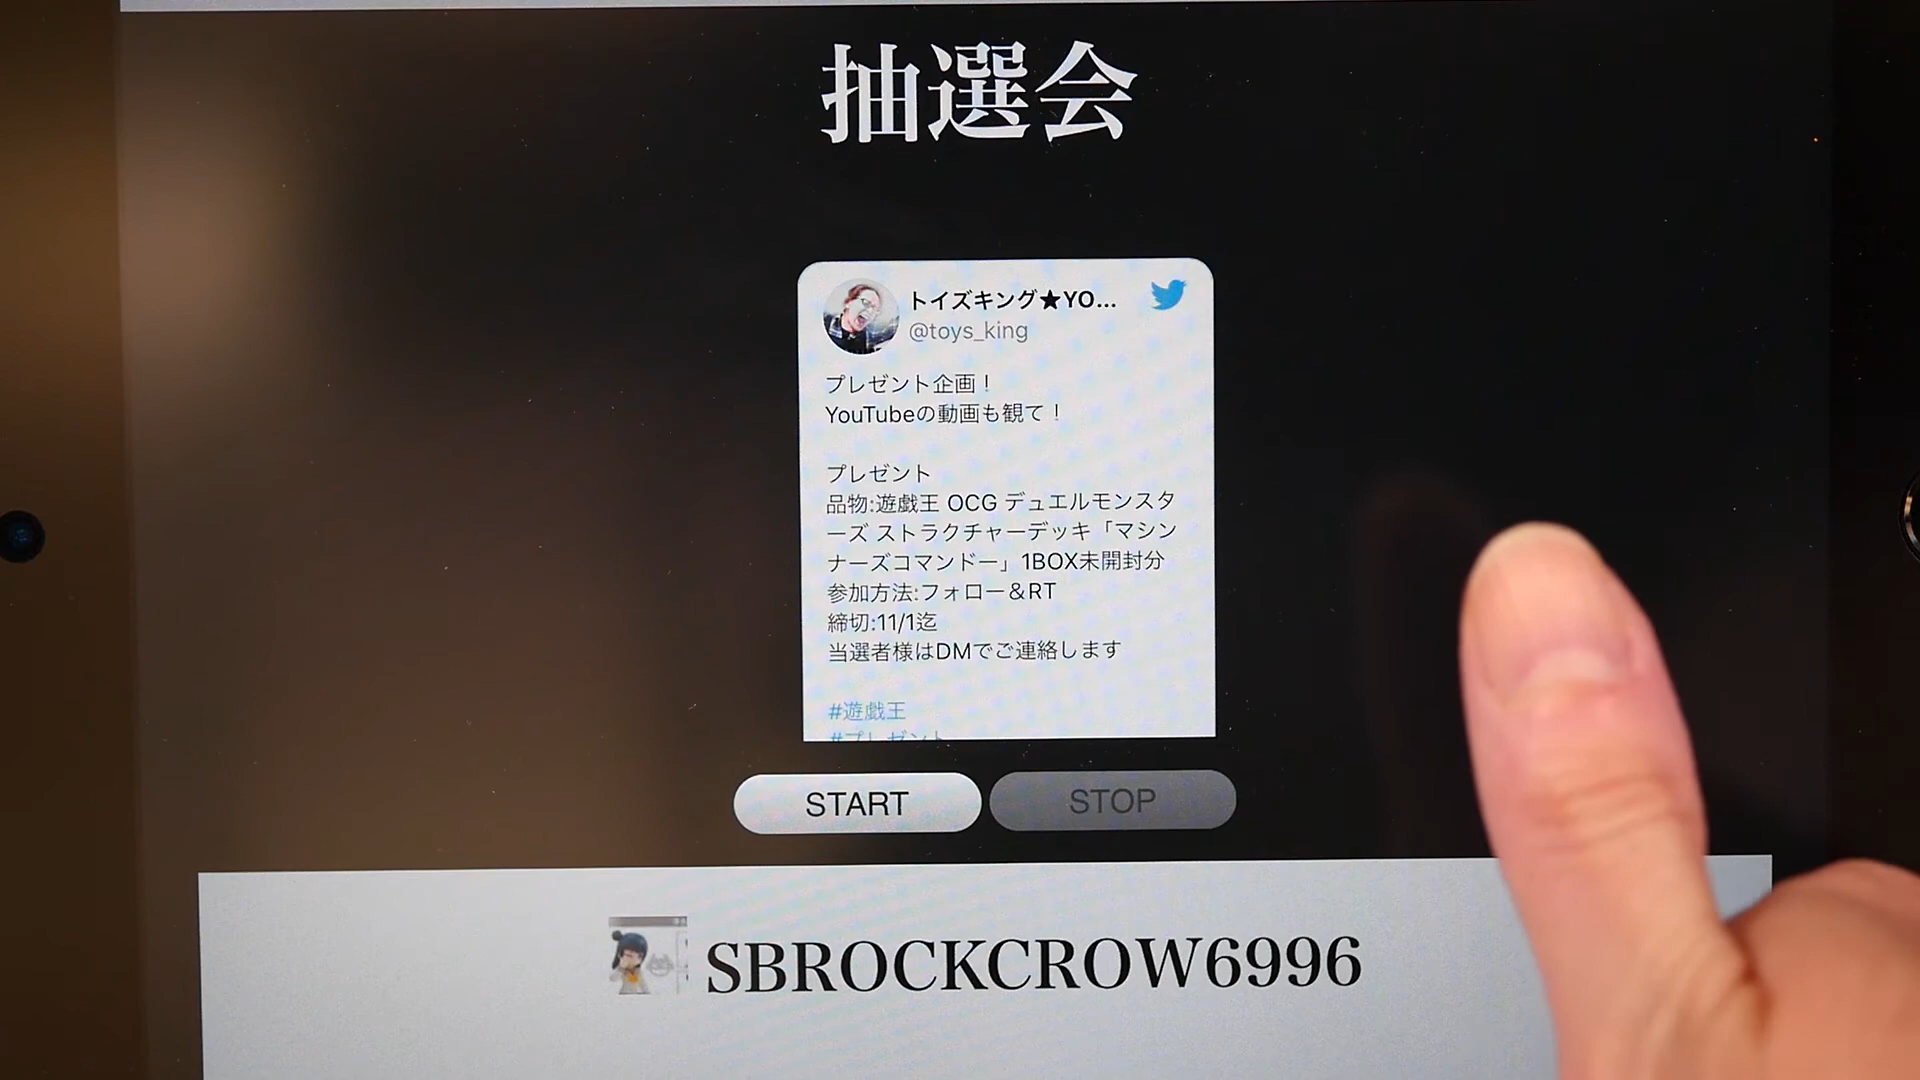 抽選会
トイズキング★YO...
@toys_king
プレゼント企画！
YouTubeの動画も観て！
プレゼント
品物:遊戯王 OCG デュエルモンスタ
ーズ ストラクチャーデッキ「マシン
ナーズコマンドー」1BOX未開封分
参加方法:フォロー＆RT
締切:11/1迄
当選者様はDMでご連絡します
#遊戯王
#プレゼント
START
STOP
SBROCKCROW6996